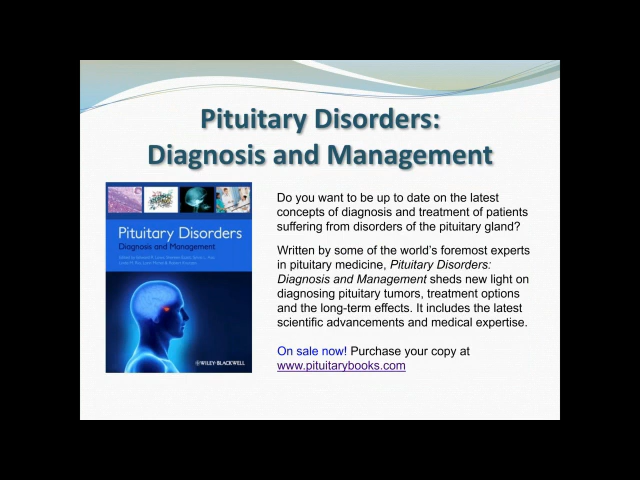 Pituitary Disorders:
Diagnosis and Management
Pituitary Disorders
Diagnosis and Management
WILEY-BLACKWELL
Do you want to be up to date on the latest
concepts of diagnosis and treatment of patients
suffering from disorders of the pituitary gland?
Written by some of the world’s foremost experts
in pituitary medicine, Pituitary Disorders:
Diagnosis and Management sheds new light on
diagnosing pituitary tumors, treatment options
and the long-term effects. It includes the latest
scientific advancements and medical expertise.
On sale now! Purchase your copy at
www.pituitarybooks.com